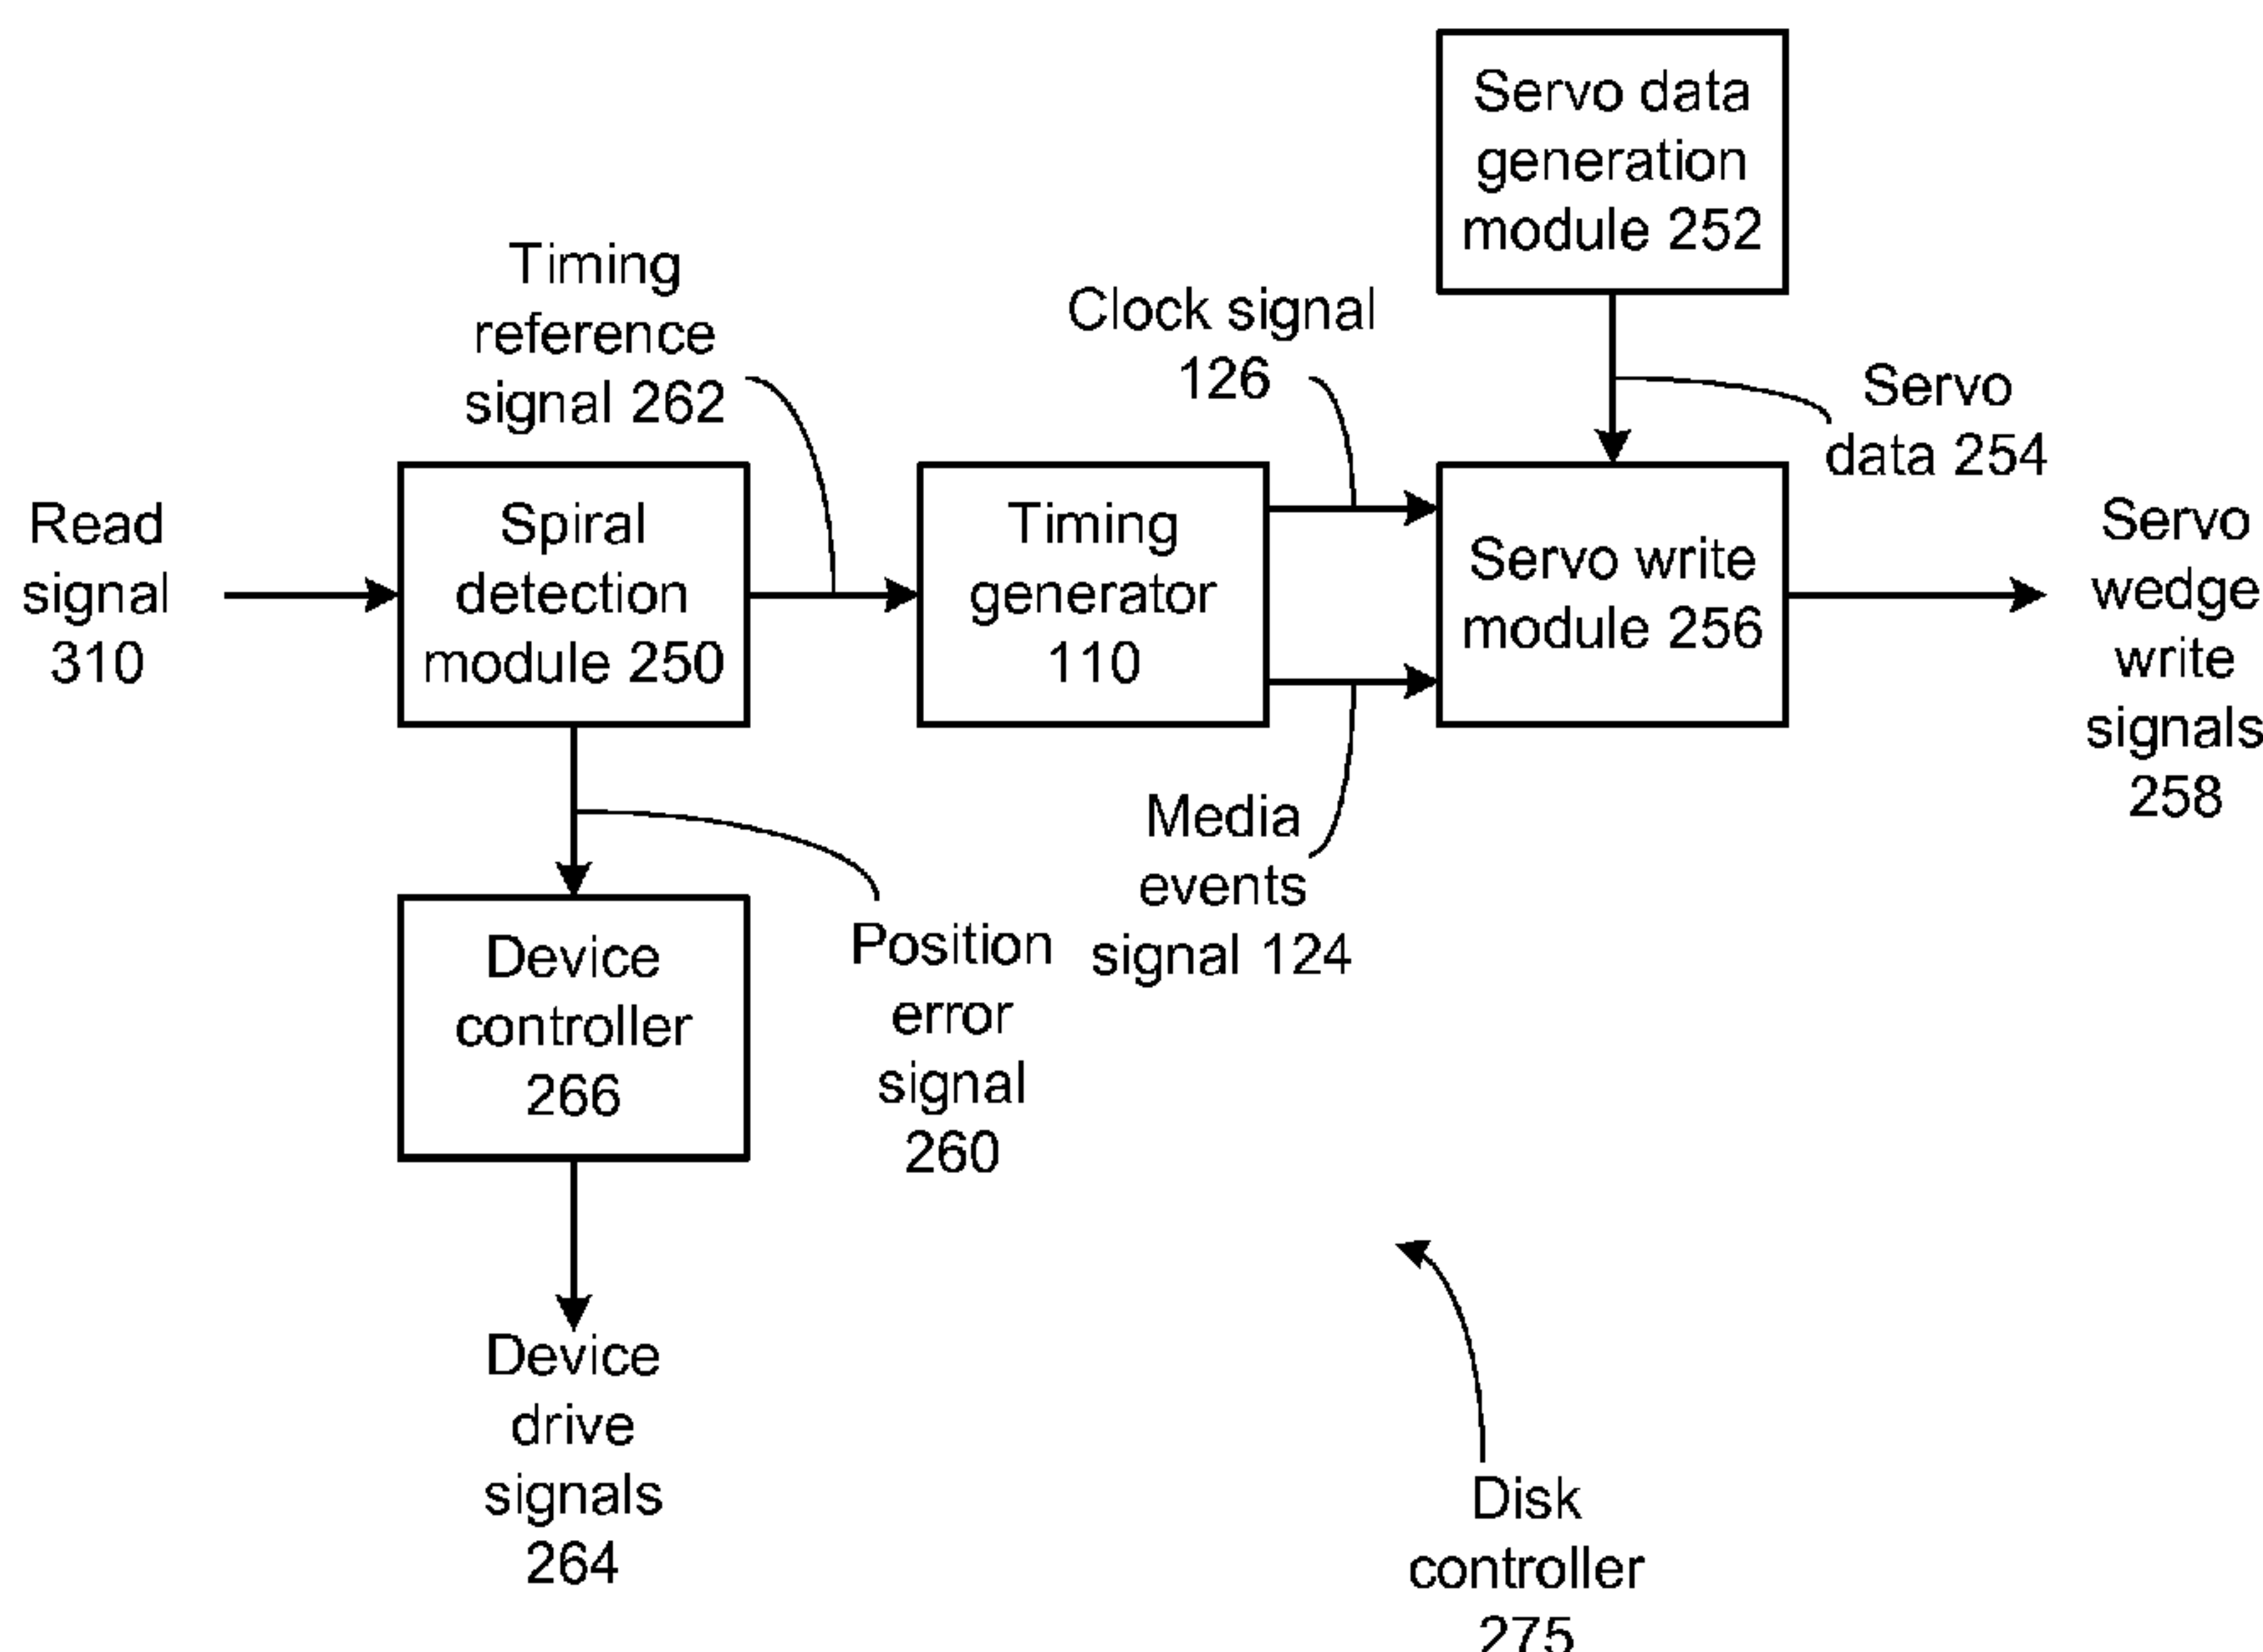 Servo data
generation
module 252
Timing
reference
signal 262
Clock signal
126
Servo
data 254
Read
signal
310
Spiral
detection
module 250
Timing
generator
110
Servo write
module 256
Servo
wedge
write
signals
258
Media
events
signal 124
Device
controller
266
Position
error
signal
260
Device
drive
signals
264
Disk
controller
275